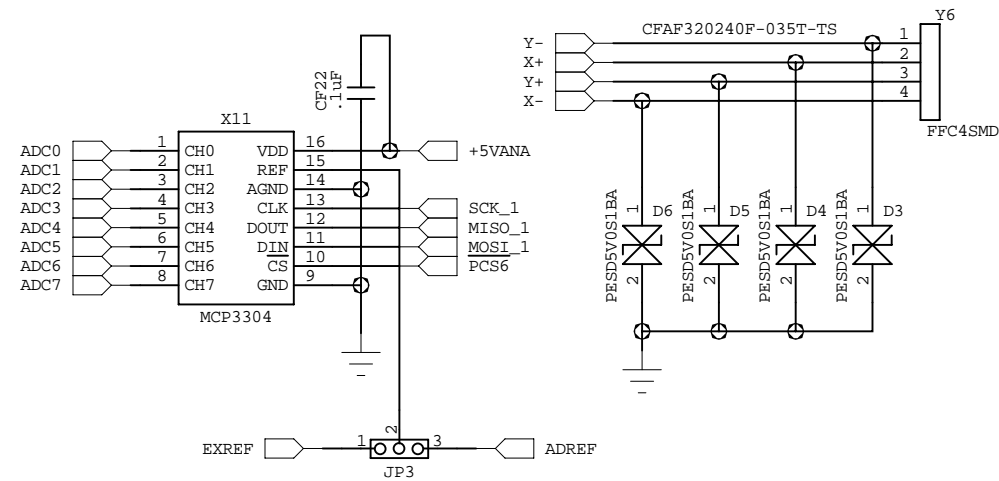 CFAF320240F-035T-TS
Y6
Y-
X+
Y+
X-
1
2
3
4
FFC4SMD
CF22
.1uF
X11
ADC0 1 CH0 VDD 16 +5VANA
ADC1 2 CH1 REF 15
ADC2 3 CH2 AGND 14
ADC3 4 CH3 CLK 13 SCK_1
ADC4 5 CH4 DOUT 12 MISO_1
ADC5 6 CH5 DIN 11 MOSI_1
ADC6 7 CH6 CS 10 PCS6
ADC7 8 CH7 GND 9
MCP3304
PESD5V0S1BA 1 2 D6
PESD5V0S1BA 1 2 D5
PESD5V0S1BA 1 2 D4
PESD5V0S1BA 1 2 D3
EXREF 1 2 3 ADREF
JP3